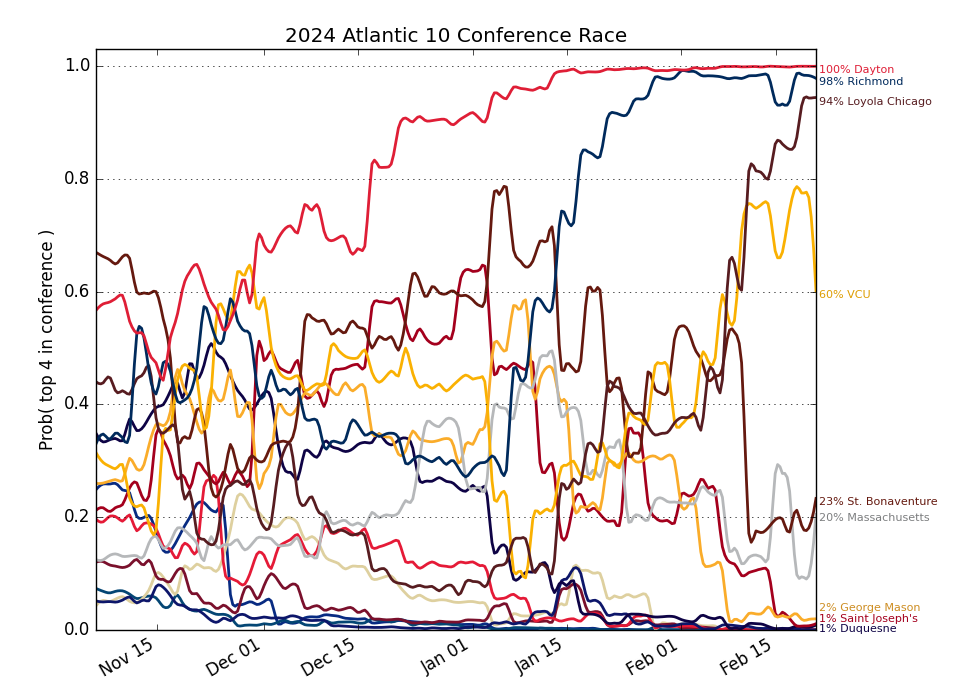 2024 Atlantic 10 Conference Race
Prob( top 4 in conference )
1.0
0.8
0.6
0.4
0.2
0.0
100% Dayton
98% Richmond
94% Loyola Chicago
60% VCU
23% St. Bonaventure
20% Massachusetts
2% George Mason
1% Saint Joseph's
1% Duquesne
Nov 15
Dec 01
Dec 15
Jan 01
Jan 15
Feb 01
Feb 15